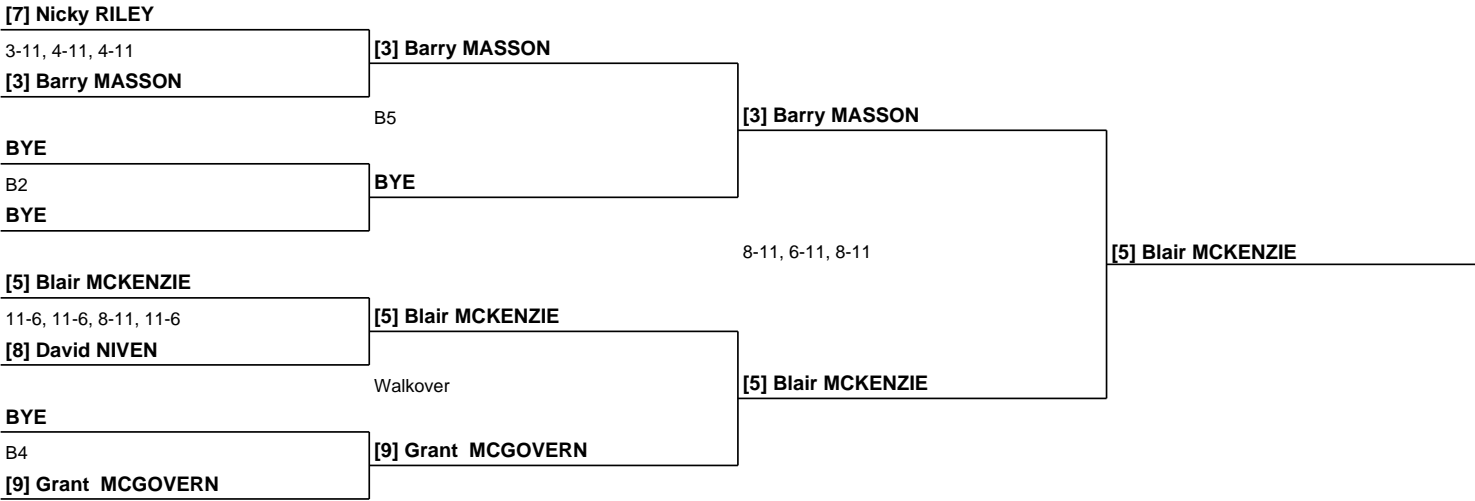 [7] Nicky RILEY
3-11, 4-11, 4-11
[3] Barry MASSON
[3] Barry MASSON
B5
[3] Barry MASSON
BYE
B2
BYE
BYE
8-11, 6-11, 8-11
[5] Blair MCKENZIE
[5] Blair MCKENZIE
11-6, 11-6, 8-11, 11-6
[5] Blair MCKENZIE
[8] David NIVEN
Walkover
[5] Blair MCKENZIE
BYE
B4
[9] Grant  MCGOVERN
[9] Grant  MCGOVERN